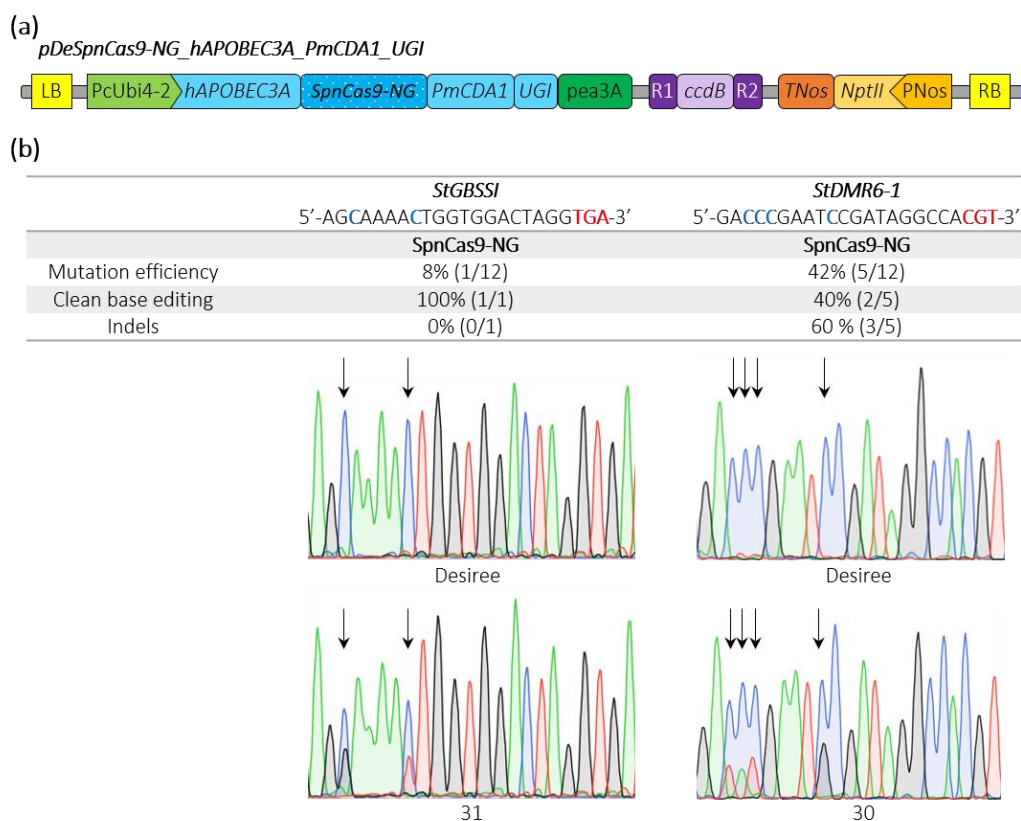 (a)
pDeSpnCas9-NG_hAPOBEC3A_PmCDA1_UGI
LB PcUbi4-2 hAPOBEC3A SpnCas9-NG PmCDA1 UGI pea3A R1 ccdB R2 TNos NptII PNos RB
(b)
StGBSSI StDMR6-1
5’-AGCAAAACTGGTGGACTAGGTGA-3’ 5’-GACCCGAATCCGATAGGCCACGT-3’
SpnCas9-NG SpnCas9-NG
Mutation efficiency 8% (1/12) 42% (5/12)
Clean base editing 100% (1/1) 40% (2/5)
Indels 0% (0/1) 60 % (3/5)
Desiree Desiree
31 30